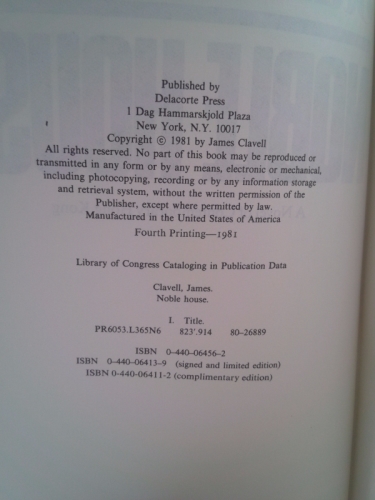 Published by
Delacorte Press
1 Dag Hammarskjold Plaza
New York, N.Y. 10017
Copyright © 1981 by James Clavell
All rights reserved. No part of this book may be reproduced or
transmitted in any form or by any means, electronic or mechanical,
including photocopying, recording or by any information storage
and retrieval system, without the written permission of the
Publisher, except where permitted by law.
Manufactured in the United States of America
Fourth Printing—1981
Library of Congress Cataloging in Publication Data
Clavell, James.
Noble house.
I. Title.
PR6053.L365N6 823'.914 80-26889
ISBN 0-440-06456-2
ISBN 0-440-06413-9 (signed and limited edition)
ISBN 0-440-06411-2 (complimentary edition)